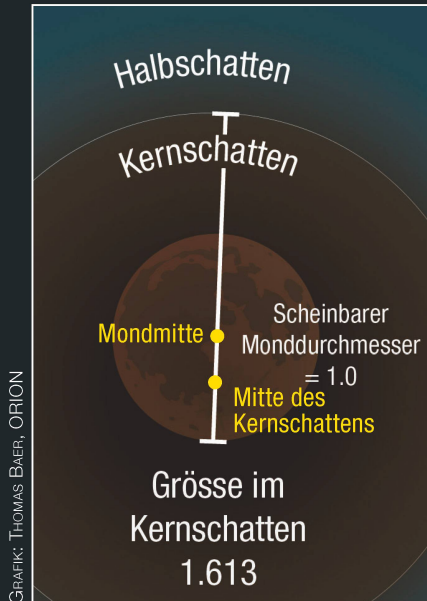 Halbschatten
Kernschatten
Mondmitte
Scheinbarer
Monddurchmesser
= 1.0
Mitte des
Kernschattens
Grösse im
Kernschatten
1.613
GRAFIK: THOMAS BAER, ORION